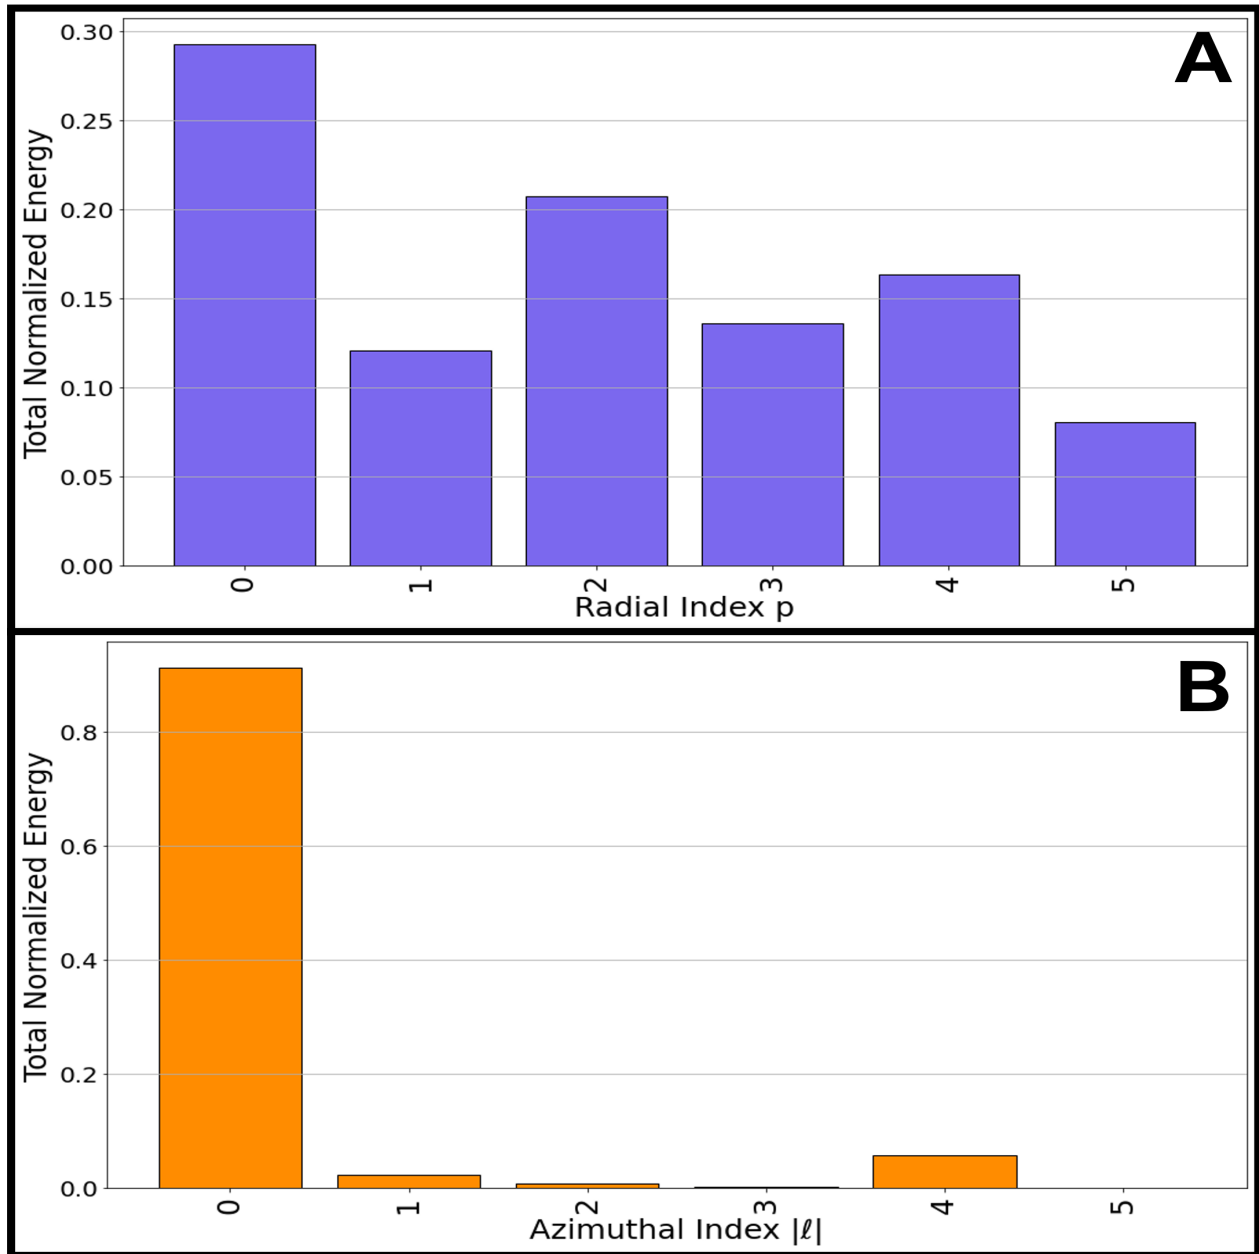 A
Total Normalized Energy
0.30
0.25
0.20
0.15
0.10
0.05
0.00
0 1 2 3 4 5
Radial Index p
B
Total Normalized Energy
0.8
0.6
0.4
0.2
0.0
0 1 2 3 4 5
Azimuthal Index |ℓ|